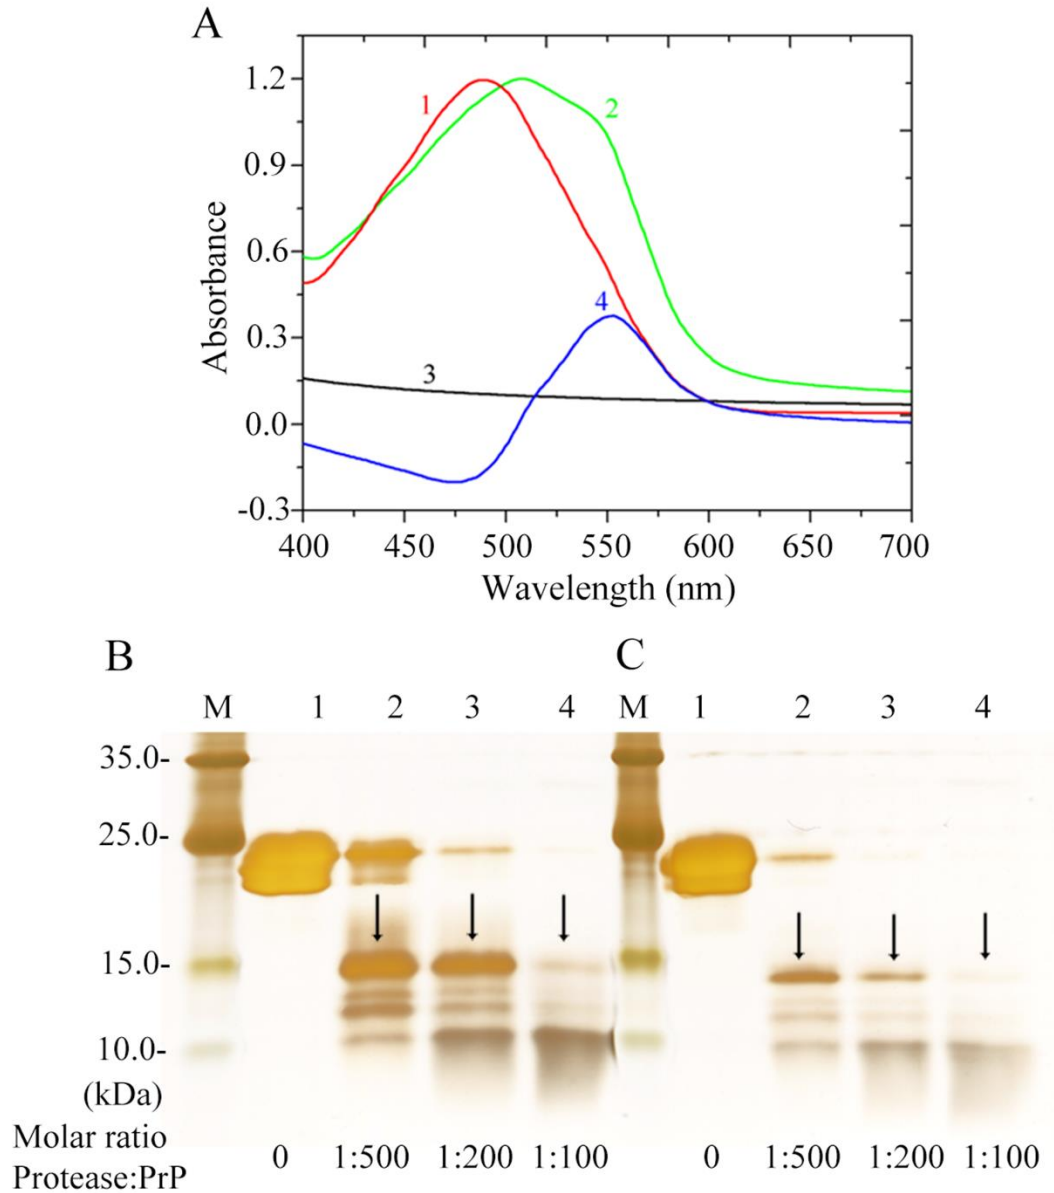 A
1.2
0.9
0.6
0.3
0.0
-0.3
Absorbance
1
2
3
4
400 450 500 550 600 650 700
Wavelength (nm)
B C
M 1 2 3 4 M 1 2 3 4
35.0-
25.0-
15.0-
10.0-
(kDa)
Molar ratio
Protease:PrP 0 1:500 1:200 1:100 0 1:500 1:200 1:100